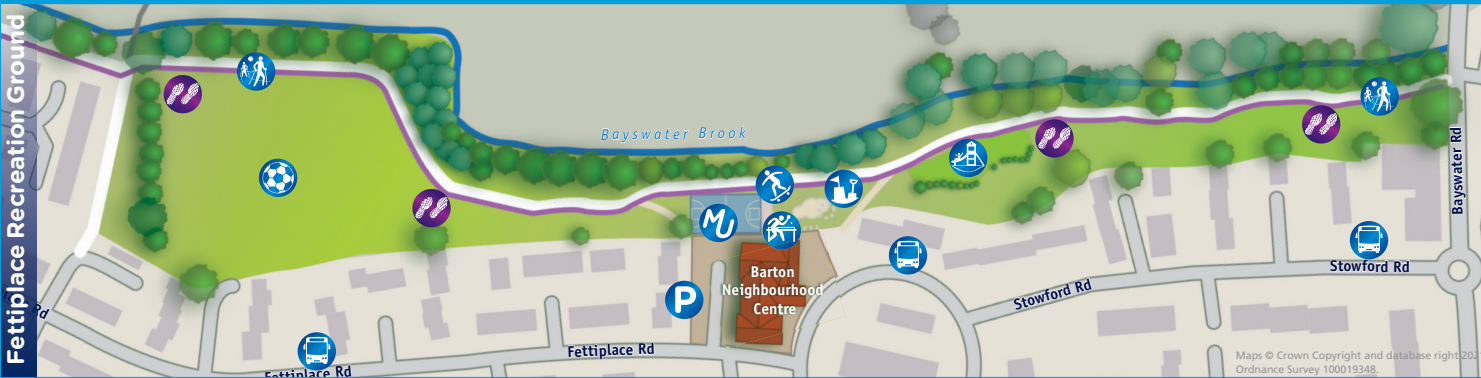 Fettiplace Recreation Ground
Bayswater Brook
MU
P
Barton
Neighbourhood
Centre
Bayswater Rd
Stowford Rd
Stowford Rd
Fettiplace Rd
Fettiplace Rd
Rd
Maps © Crown Copyright and database right
Ordnance Survey 100019348.